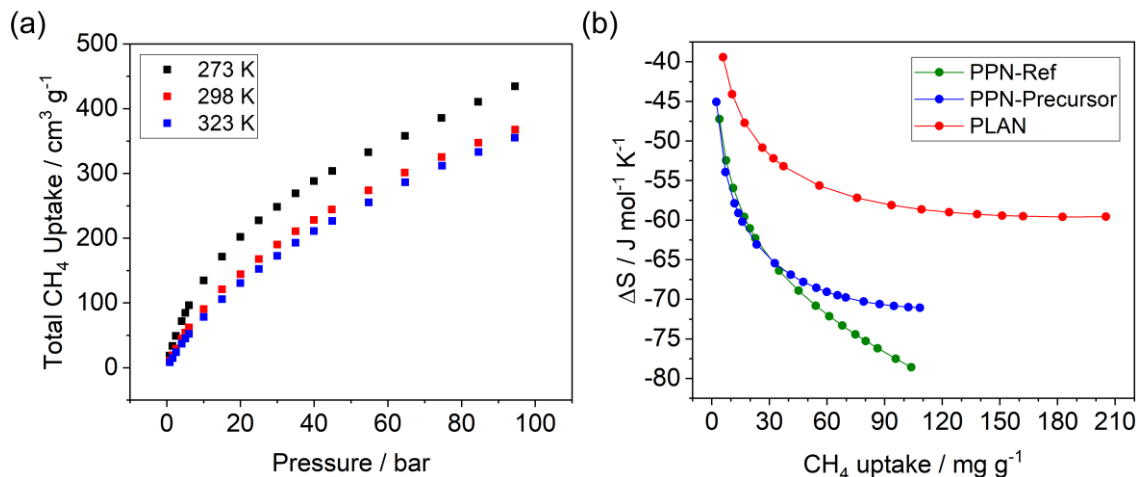 (a)
500
400
300
200
100
0
Total CH₄ Uptake / cm³ g⁻¹
273 K
298 K
323 K
0 20 40 60 80 100
Pressure / bar
(b)
-40
-45
-50
-55
-60
-65
-70
-75
-80
ΔS / J mol⁻¹ K⁻¹
PPN-Ref
PPN-Precursor
PLAN
0 30 60 90 120 150 180 210
CH₄ uptake / mg g⁻¹